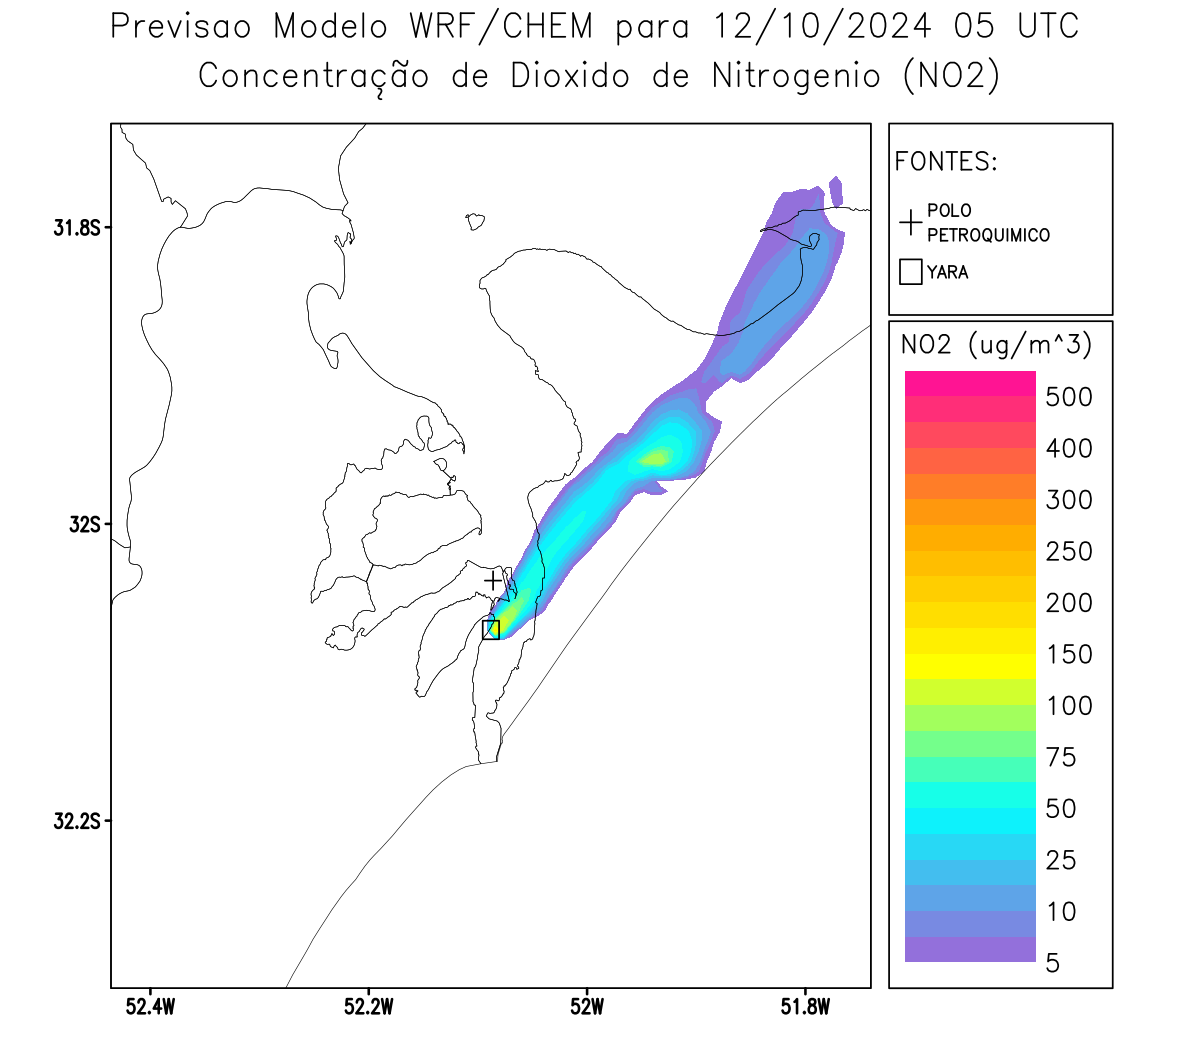 Previsao Modelo WRF/CHEM para 12/10/2024 05 UTC
Concentração de Dioxido de Nitrogenio (NO2)
FONTES:
POLO
PETROQUIMICO
YARA
31.8S
32S
32.2S
52.4W
52.2W
52W
51.8W
NO2 (ug/m^3)
500
400
300
250
200
150
100
75
50
25
10
5